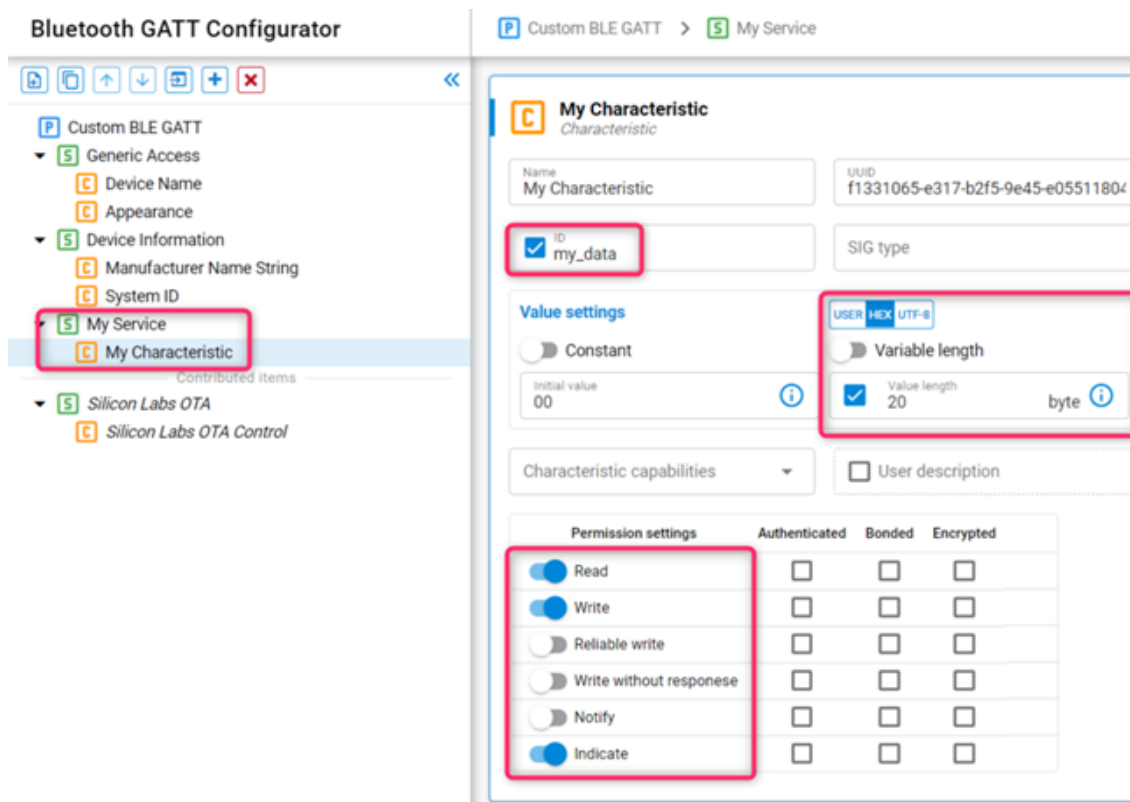 Bluetooth GATT Configurator
P Custom BLE GATT > S My Service
P Custom BLE GATT
S Generic Access
C Device Name
C Appearance
S Device Information
C Manufacturer Name String
C System ID
S My Service
C My Characteristic
Contributed items
S Silicon Labs OTA
C Silicon Labs OTA Control
C My Characteristic
Characteristic
Name
My Characteristic
UUID
f1331065-e317-b2f5-9e45-e05511804
ID
my_data
SIG type
Value settings
USER HEX UTF-8
Constant
Variable length
Initial value
00
Value length
20 byte
Characteristic capabilities
User description
Permission settings Authenticated Bonded Encrypted
Read
Write
Reliable write
Write without responese
Notify
Indicate